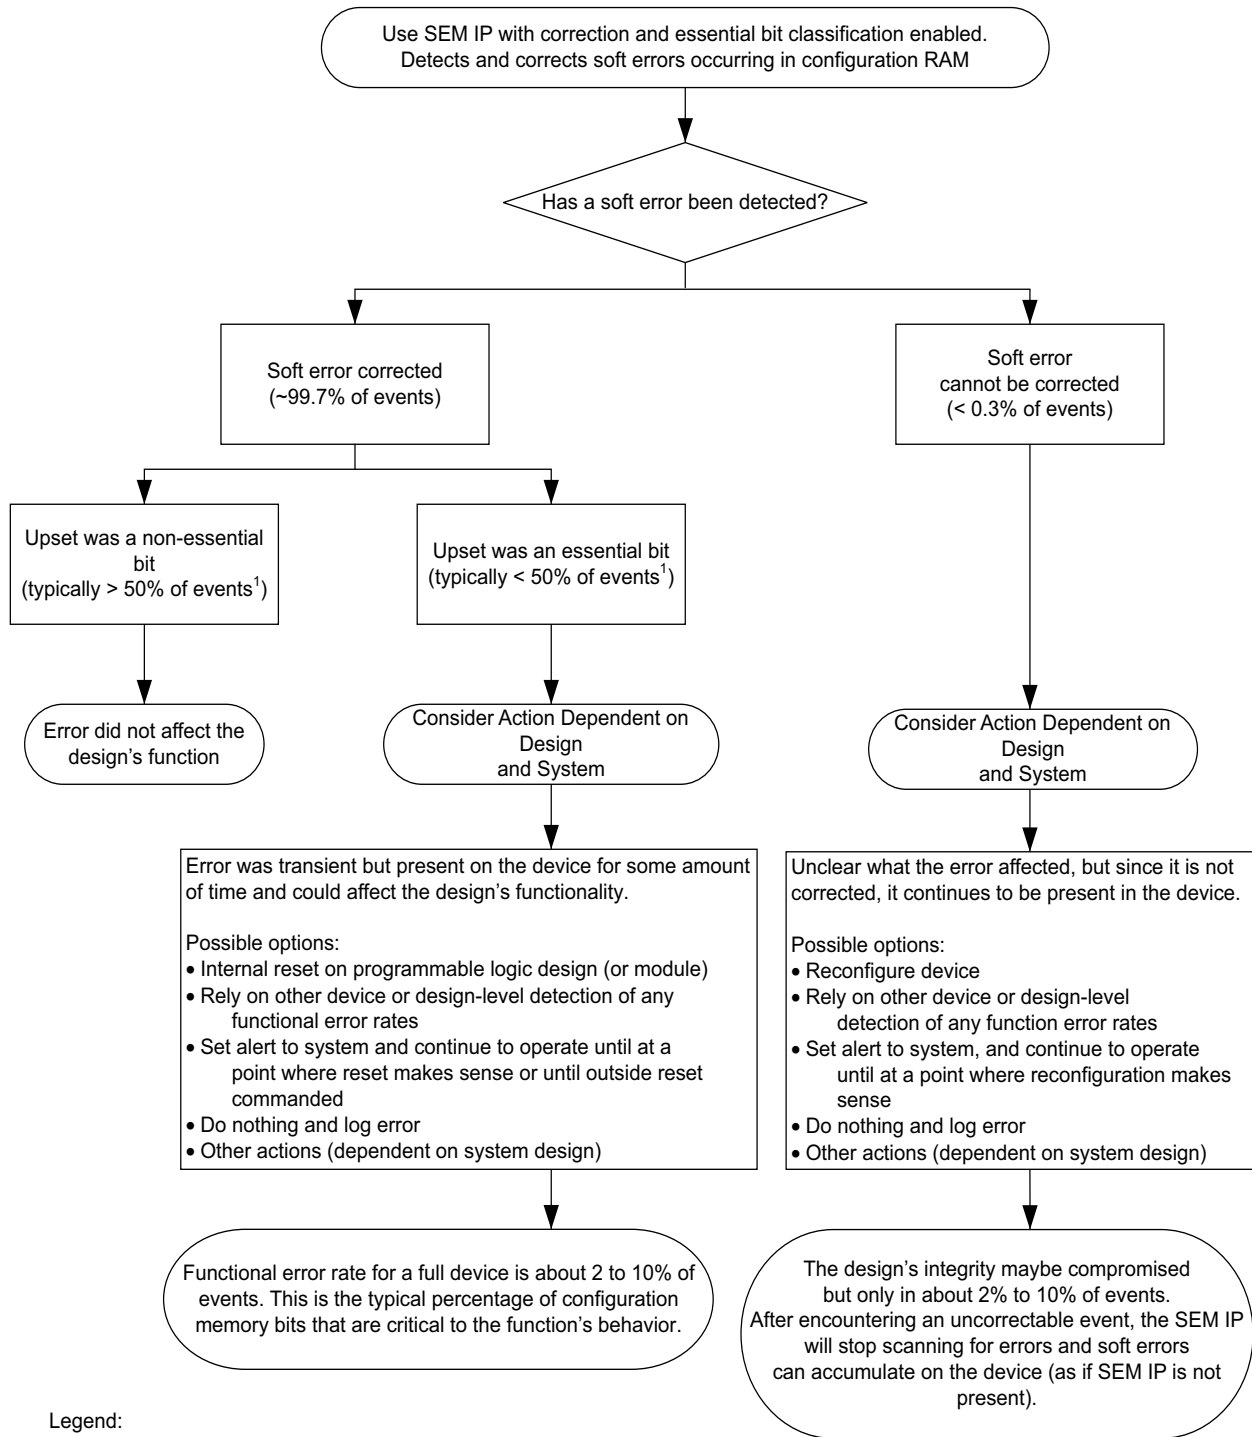 Use SEM IP with correction and essential bit classification enabled.
Detects and corrects soft errors occurring in configuration RAM
Has a soft error been detected?
Soft error corrected
(~99.7% of events)
Soft error
cannot be corrected
(< 0.3% of events)
Upset was a non-essential
bit
(typically > 50% of events¹)
Upset was an essential bit
(typically < 50% of events¹)
Error did not affect the
design’s function
Consider Action Dependent on
Design
and System
Consider Action Dependent on
Design
and System
Error was transient but present on the device for some amount
of time and could affect the design’s functionality.
Possible options:
• Internal reset on programmable logic design (or module)
• Rely on other device or design-level detection of any
functional error rates
• Set alert to system and continue to operate until at a
point where reset makes sense or until outside reset
commanded
• Do nothing and log error
• Other actions (dependent on system design)
Unclear what the error affected, but since it is not
corrected, it continues to be present in the device.
Possible options:
• Reconfigure device
• Rely on other device or design-level
detection of any function error rates
• Set alert to system, and continue to operate
until at a point where reconfiguration makes
sense
• Do nothing and log error
• Other actions (dependent on system design)
Functional error rate for a full device is about 2 to 10% of
events. This is the typical percentage of configuration
memory bits that are critical to the function’s behavior.
The design’s integrity maybe compromised
but only in about 2% to 10% of events.
After encountering an uncorrectable event, the SEM IP
will stop scanning for errors and soft errors
can accumulate on the device (as if SEM IP is not
present).
Legend: